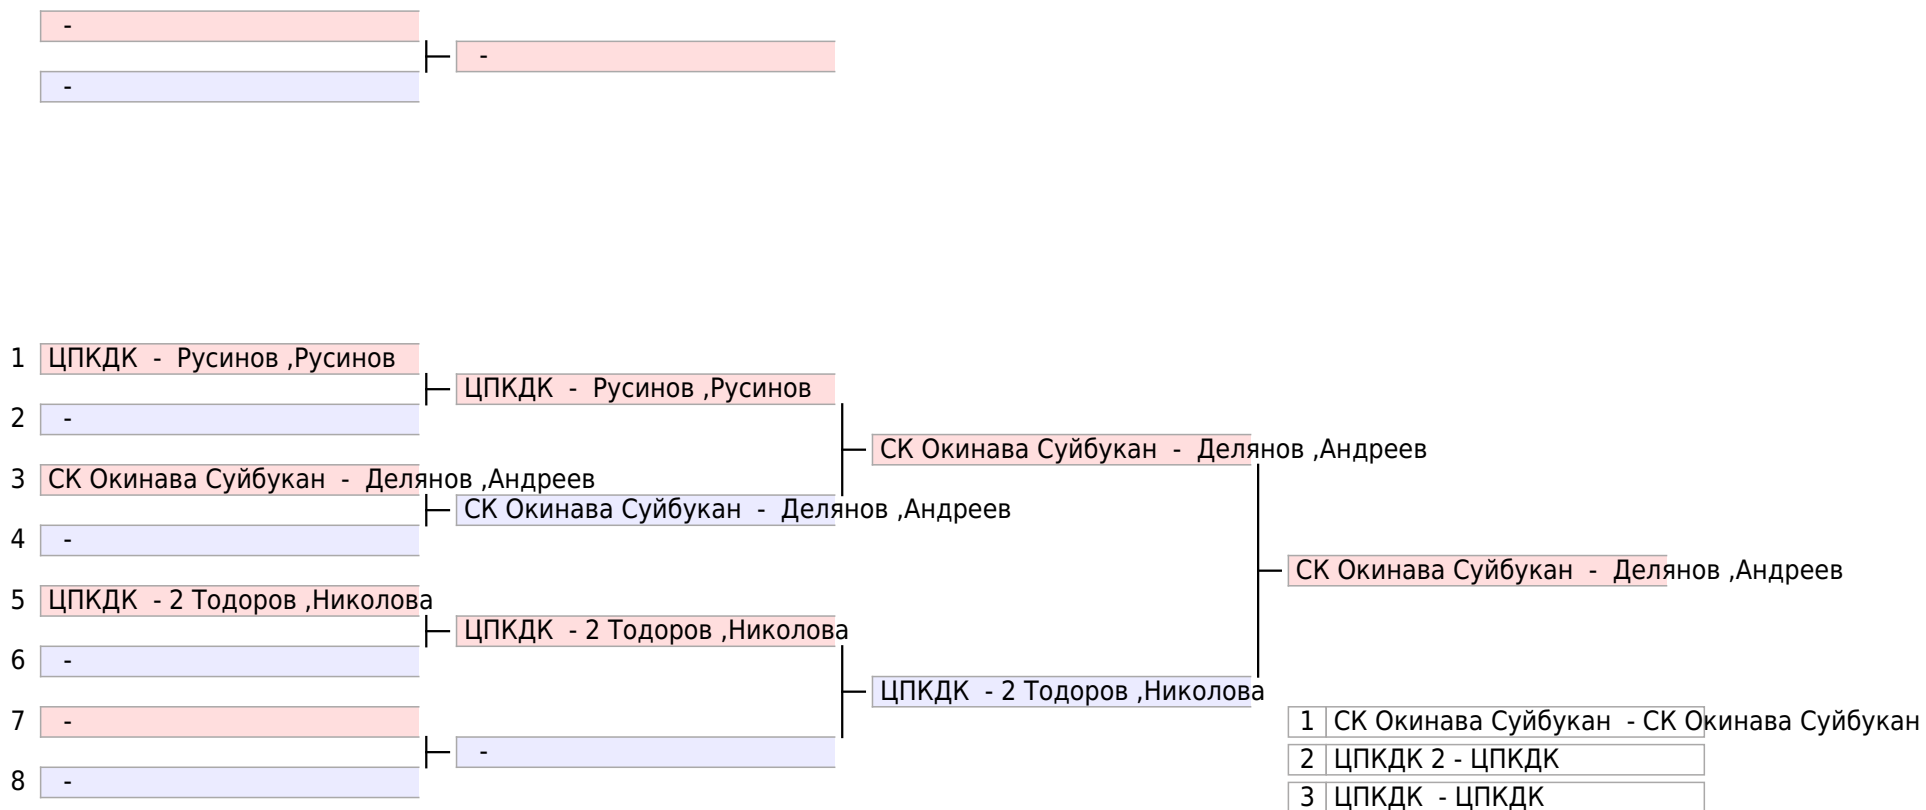 -
-
-
1 ЦПКДК - Русинов ,Русинов
ЦПКДК - Русинов ,Русинов
2 -
СК Окинава Суйбукан - Делянов ,Андреев
3 СК Окинава Суйбукан - Делянов ,Андреев
СК Окинава Суйбукан - Делянов ,Андреев
4 -
СК Окинава Суйбукан - Делянов ,Андреев
5 ЦПКДК - 2 Тодоров ,Николова
ЦПКДК - 2 Тодоров ,Николова
6 -
ЦПКДК - 2 Тодоров ,Николова
7 -
1 СК Окинава Суйбукан - СК Окинава Суйбукан
-
2 ЦПКДК 2 - ЦПКДК
8 -
3 ЦПКДК - ЦПКДК